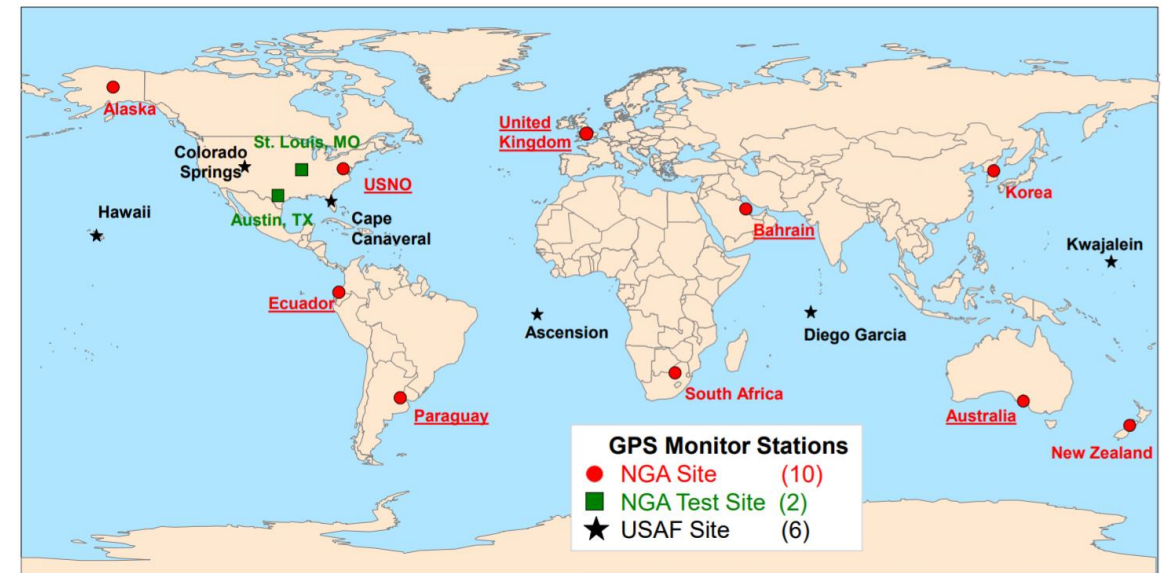 Alaska
United
Kingdom
St. Louis, MO
Colorado
Springs
USNO
Korea
Hawaii
Austin, TX
Cape
Canaveral
Bahrain
Kwajalein
Ecuador
Ascension
Diego Garcia
South Africa
Paraguay
Australia
New Zealand
GPS Monitor Stations
NGA Site (10)
NGA Test Site (2)
USAF Site (6)